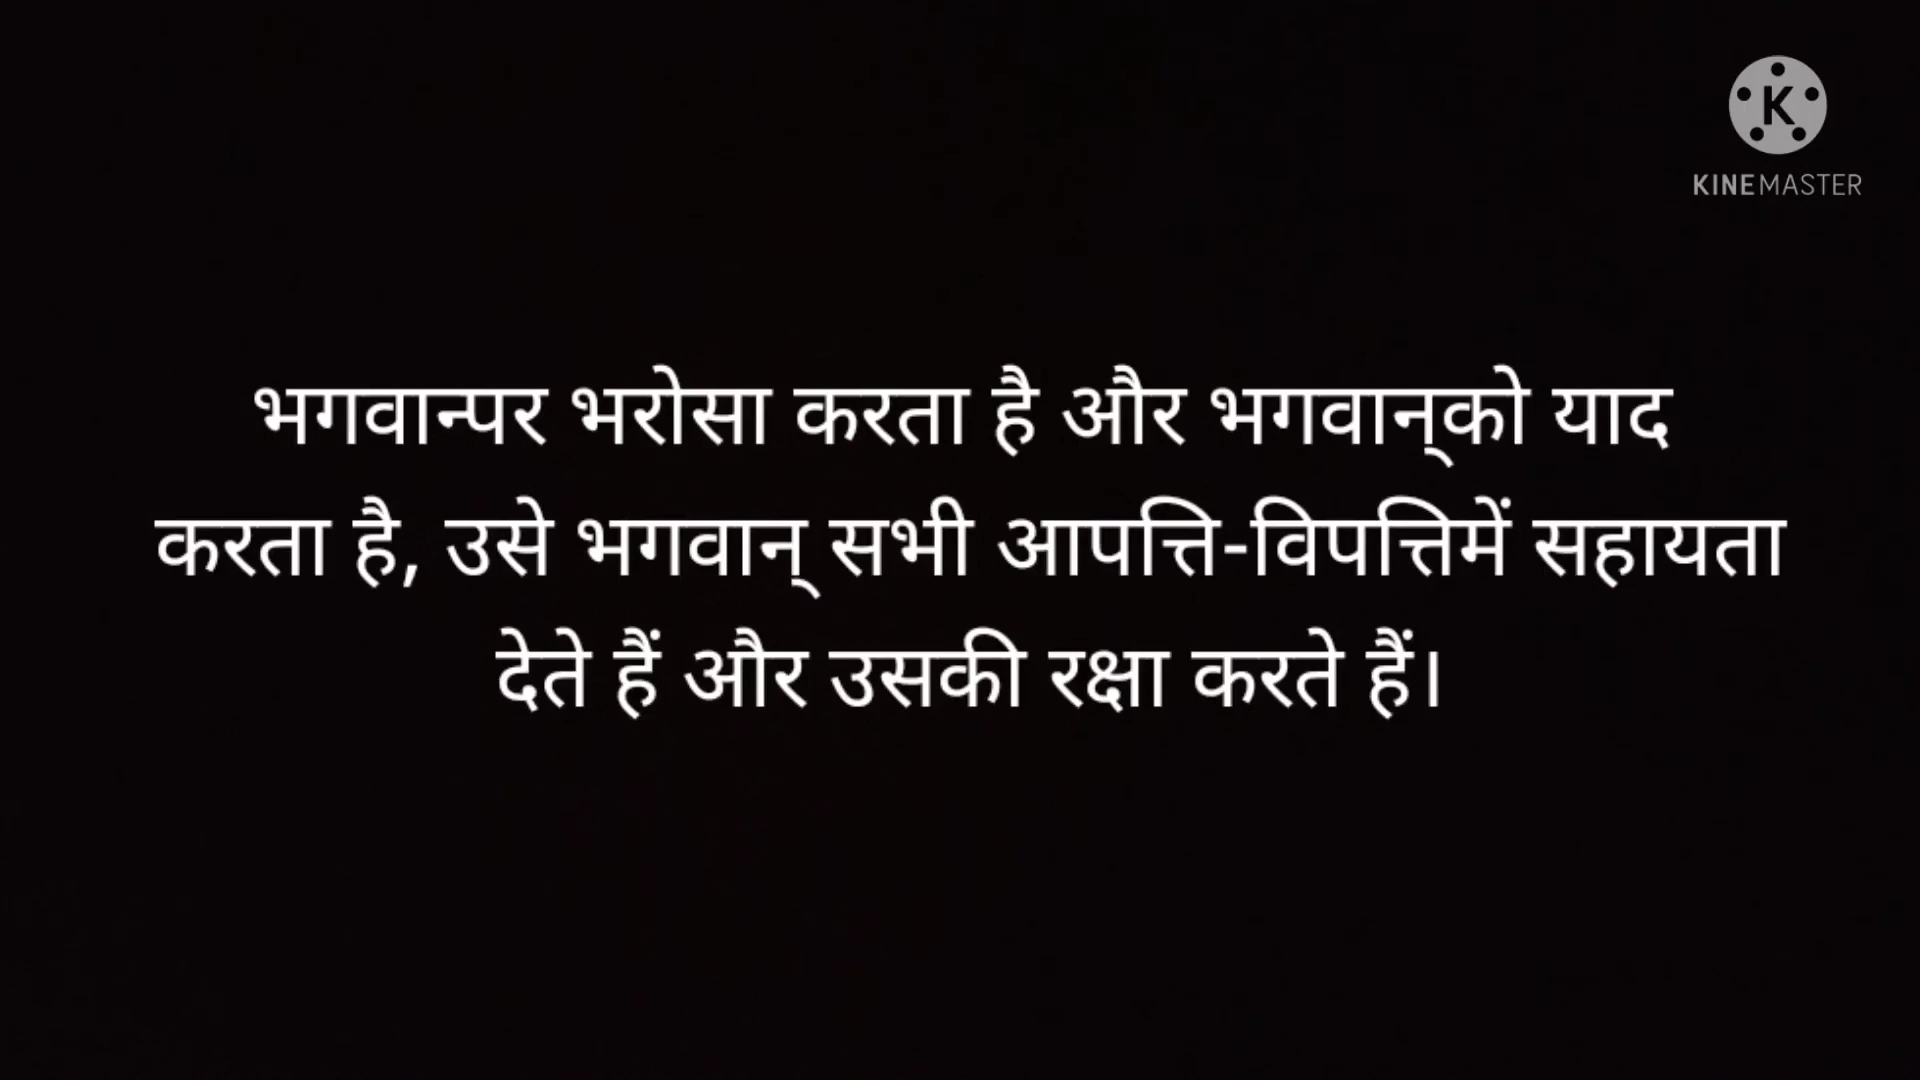 KINEMASTER
भगवान्पर भरोसा करता है और भगवान्‌को याद
करता है, उसे भगवान् सभी आपत्ति-विपत्तिमें सहायता
देते हैं और उसकी रक्षा करते हैं।